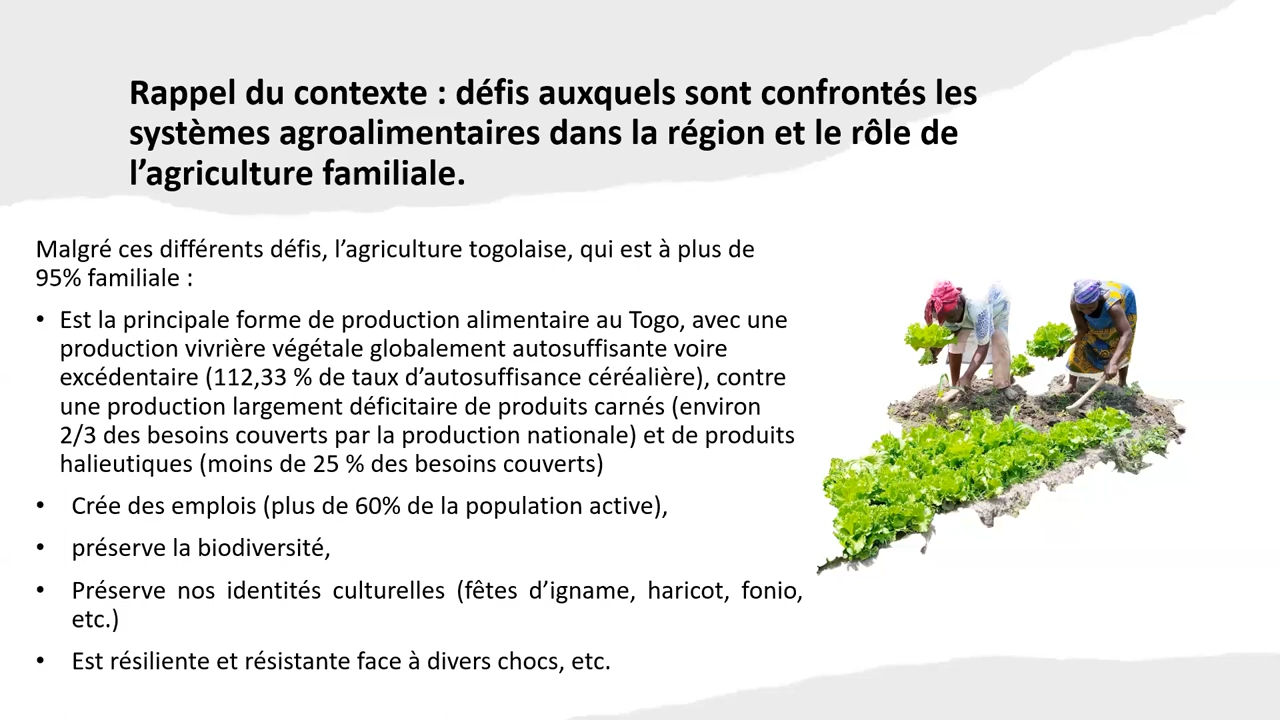 Rappel du contexte : défis auxquels sont confrontés les
systèmes agroalimentaires dans la région et le rôle de
l’agriculture familiale.
Malgré ces différents défis, l’agriculture togolaise, qui est à plus de
95% familiale :
• Est la principale forme de production alimentaire au Togo, avec une
production vivrière végétale globalement autosuffisante voire
excédentaire (112,33 % de taux d’autosuffisance céréalière), contre
une production largement déficitaire de produits carnés (environ
2/3 des besoins couverts par la production nationale) et de produits
halieutiques (moins de 25 % des besoins couverts)
• Crée des emplois (plus de 60% de la population active),
• préserve la biodiversité,
• Préserve nos identités culturelles (fêtes d’igname, haricot, fonio,
etc.)
• Est résiliente et résistante face à divers chocs, etc.